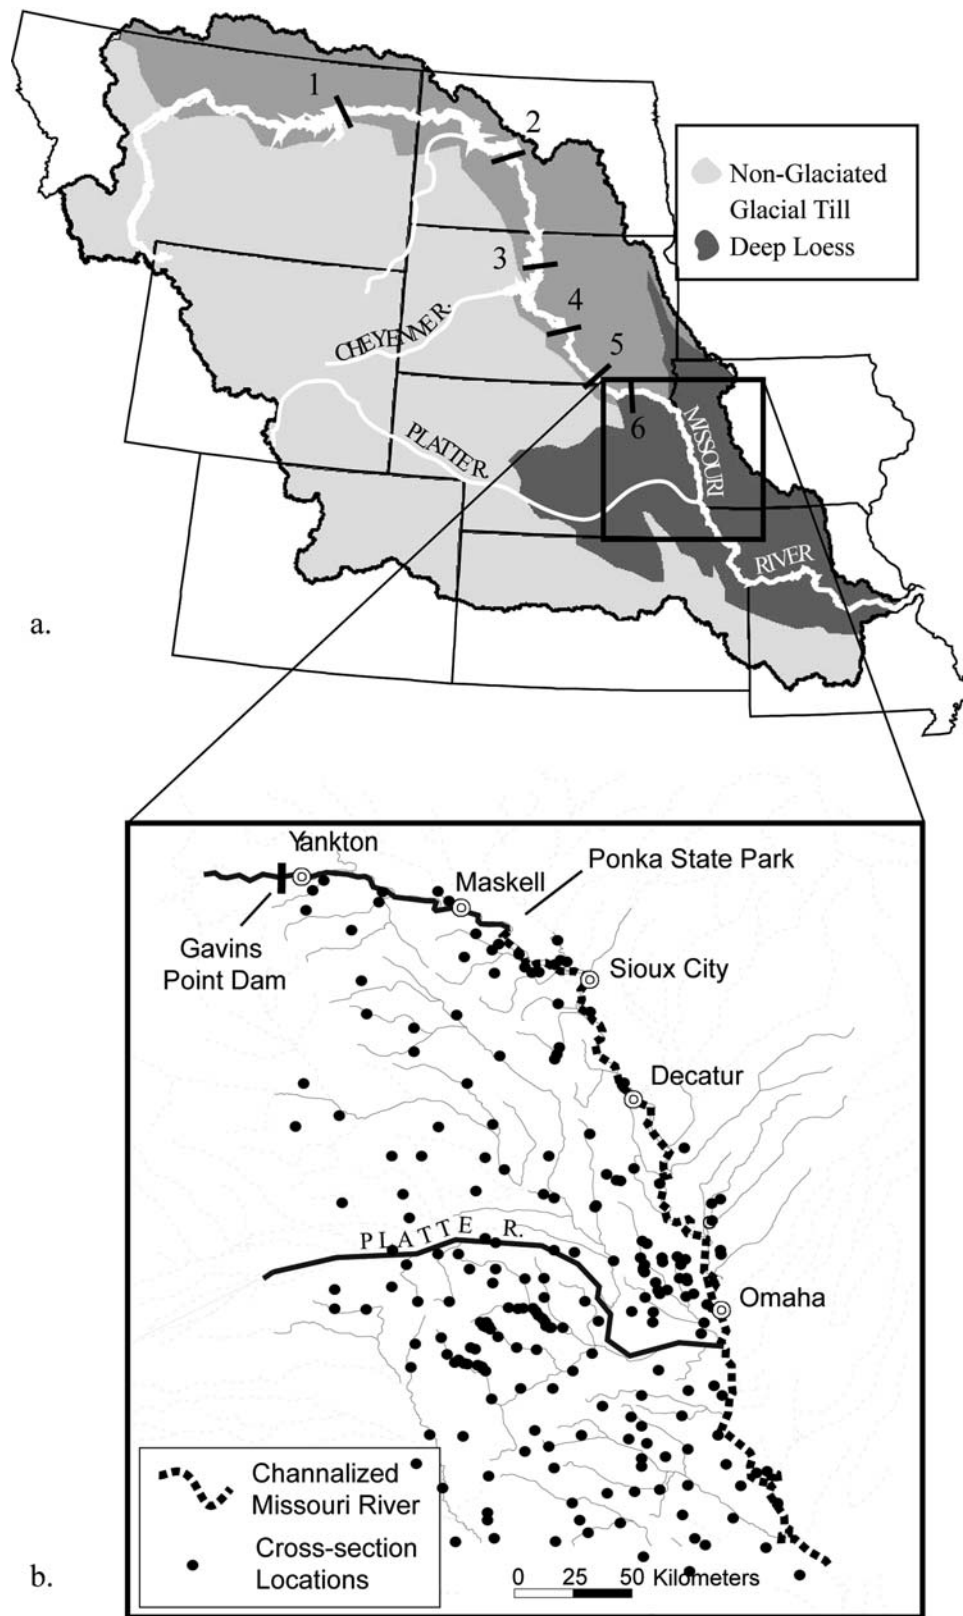 1
2
Non-Glaciated
Glacial Till
Deep Loess
3
CHEYENNE R.
4
5
6
MISSOURI
PLATTE R.
RIVER
a.
Yankton
Ponka State Park
Maskell
Gavins
Point Dam
Sioux City
Decatur
PLATTE R.
Omaha
Channalized
Missouri River
Cross-section
Locations
0 25 50 Kilometers
b.